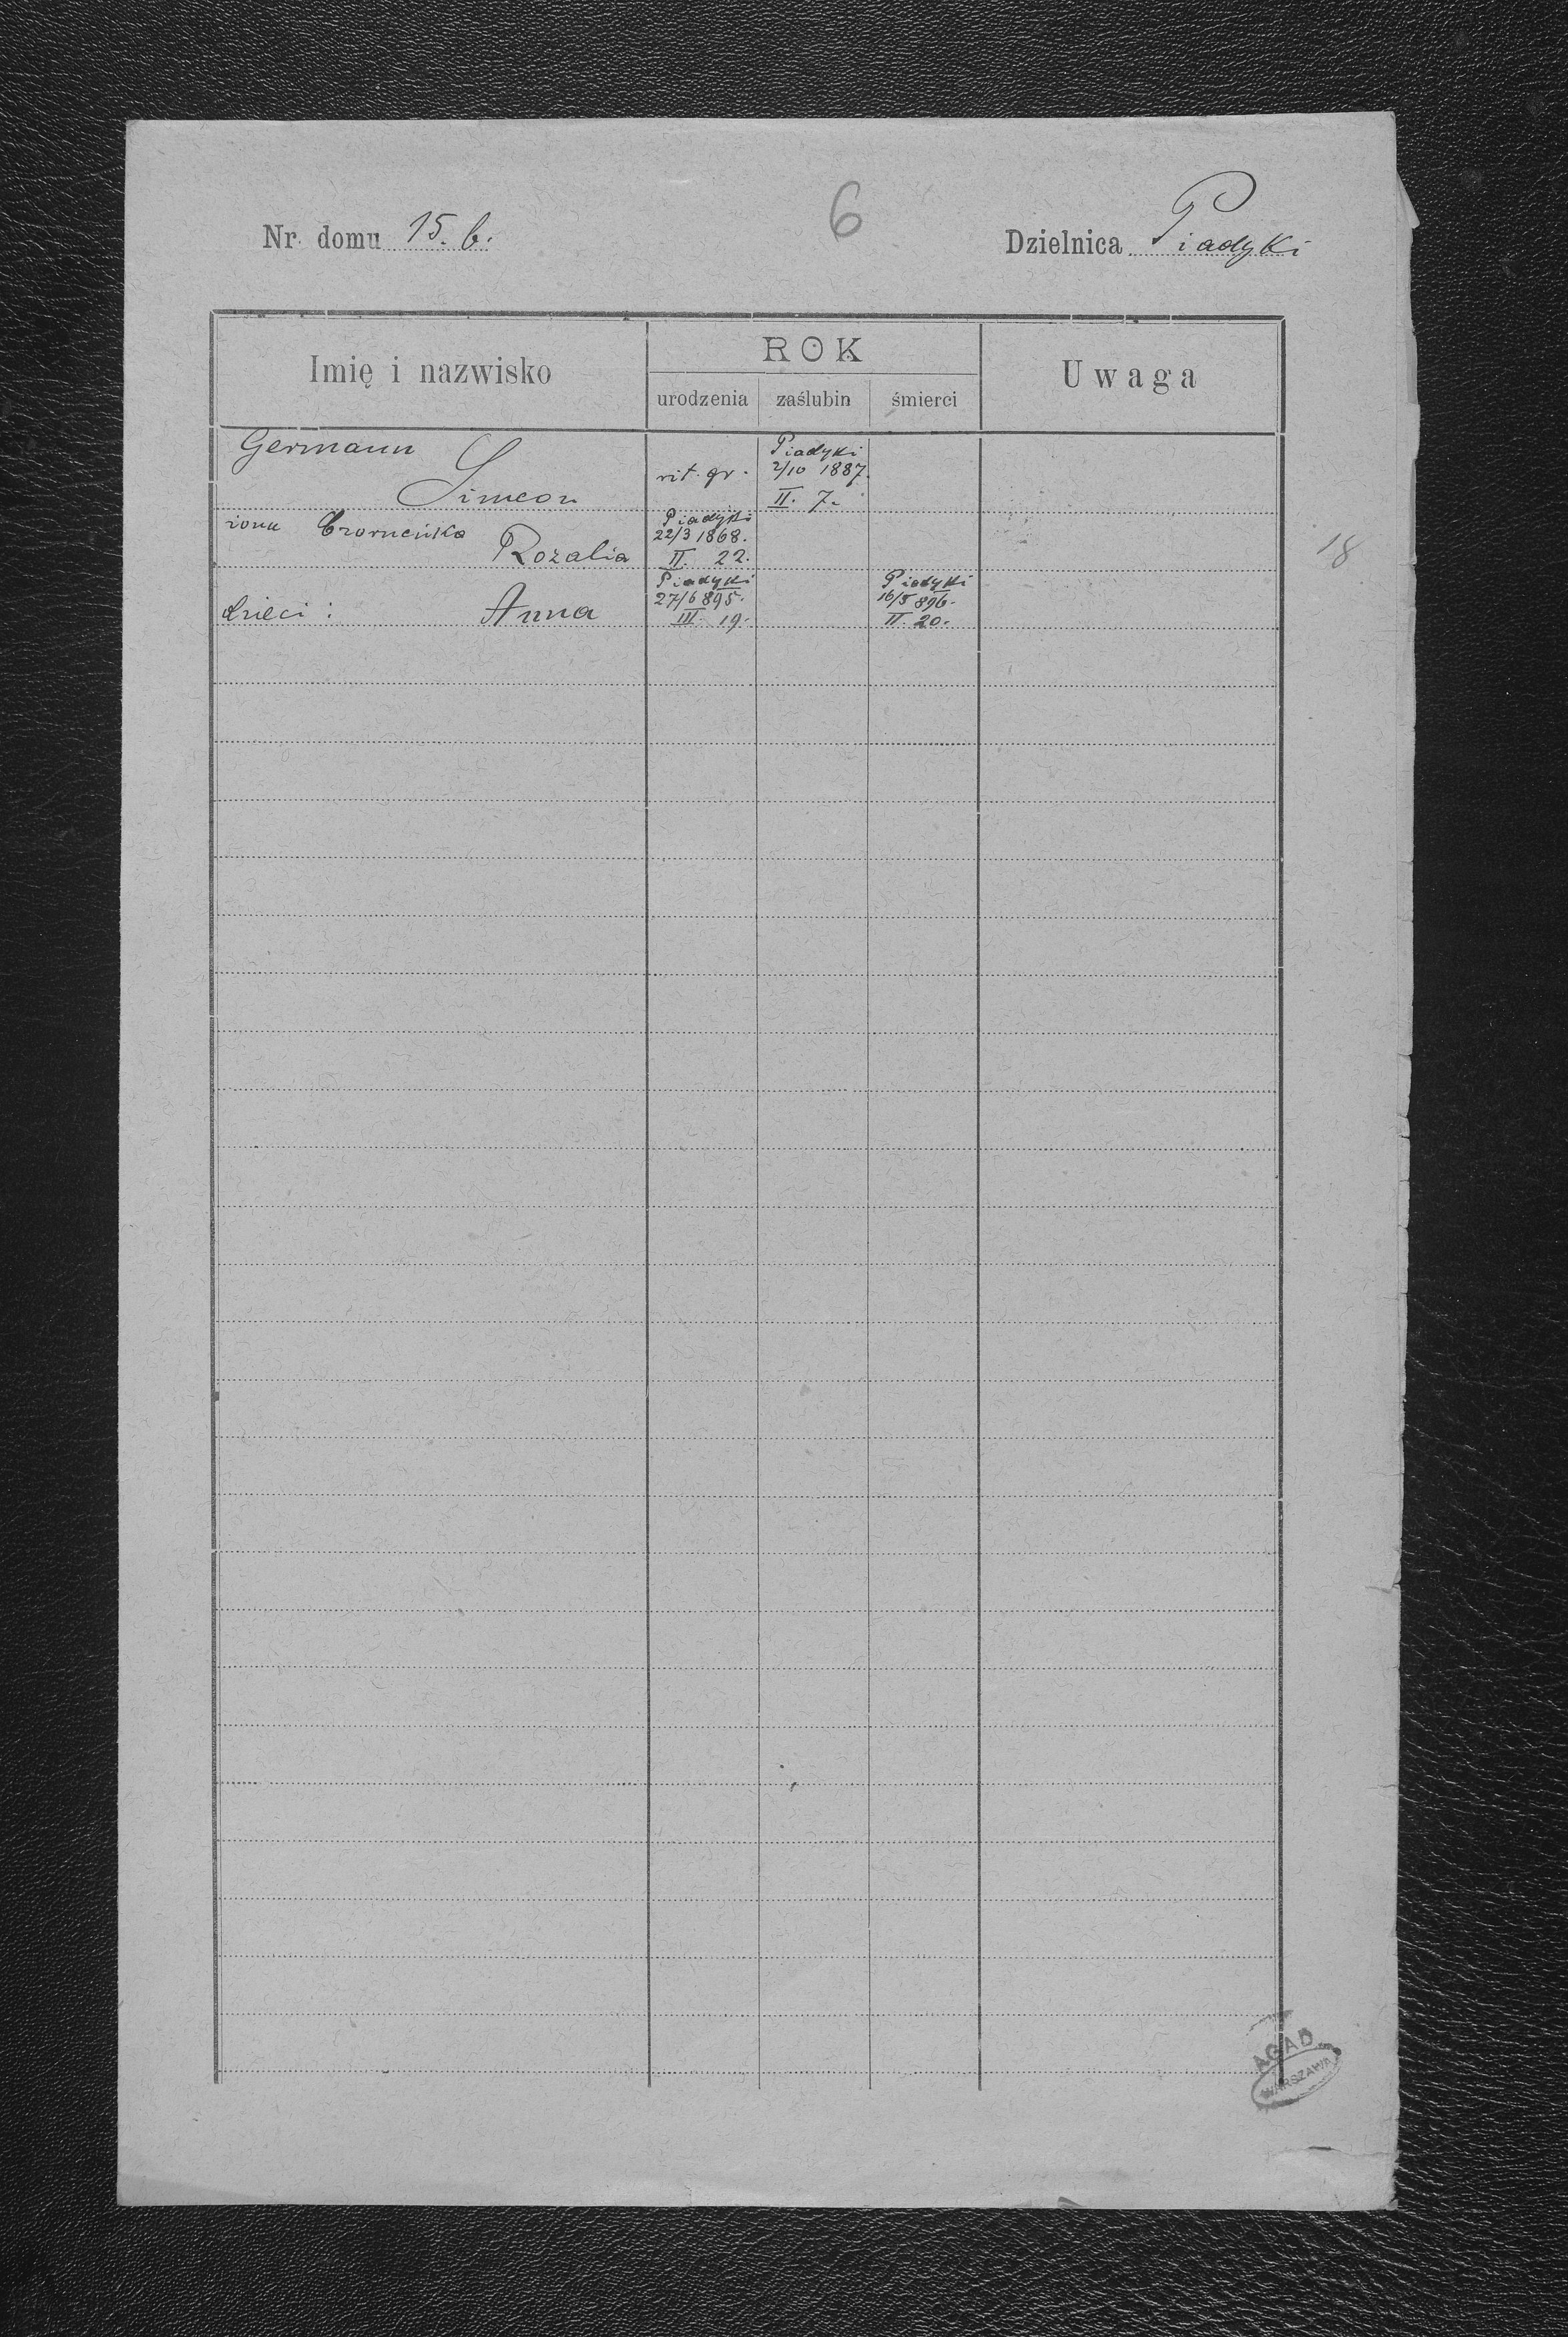 6
Nr. domu 15. b.
Dzielnica Piadyki
Imię i nazwisko
ROK
urodzenia zaślubin śmierci
Uwaga
Germann
Simeon
rit. gr.
Piadyki
2/10 1887.
II. 7.
żona Czorneńka
Rozalia
Piadyki
22/3 1868.
II. 22.
dzieci: Anna
Piadyki
27/6 895.
III. 19.
Piadyki
16/5 896.
II. 20.
18
AGAD
WARSZAWA